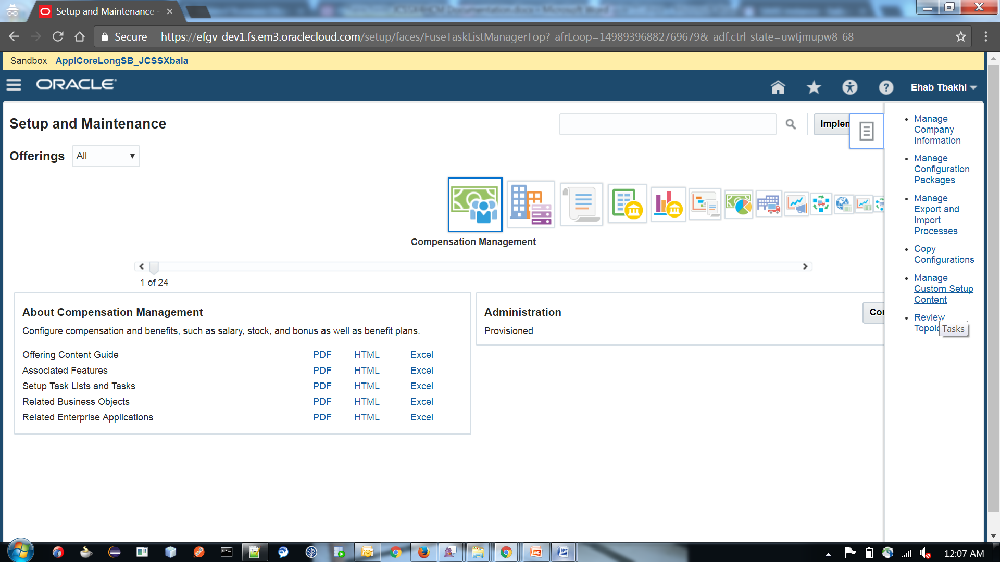 Setup and Maintenance
Secure https://efgv-dev1.fs.em3.oraclecloud.com/setup/faces/FuseTaskListManagerTop?_afrLoop=14989396882769679&_adf.ctrl-state=uwtjmupw8_68
Sandbox ApplCoreLongSB_JCSSXbala
ORACLE
Ehab Tbakhi
Setup and Maintenance
Implen
Offerings All
Compensation Management
1 of 24
About Compensation Management
Configure compensation and benefits, such as salary, stock, and bonus as well as benefit plans.
Offering Content Guide PDF HTML Excel
Associated Features PDF HTML Excel
Setup Task Lists and Tasks PDF HTML Excel
Related Business Objects PDF HTML Excel
Related Enterprise Applications PDF HTML Excel
Administration
Provisioned
Cor
Manage
Company
Information
Manage
Configuration
Packages
Manage
Export and
Import
Processes
Copy
Configurations
Manage
Custom Setup
Content
Review
Topolo
Tasks
12:07 AM